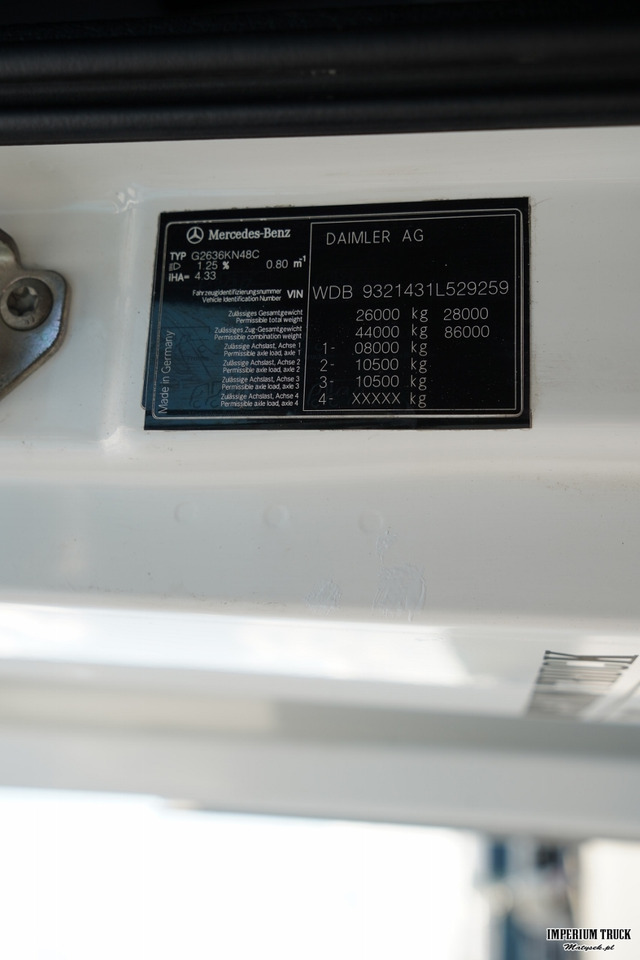 Mercedes-Benz
DAIMLER AG
TYP G2636KN48C
1.25 % 0.80 m-1
IHA= 4.33
Fahrzeugidentifizierungsnummer
Vehicle Identification Number VIN WDB 9321431L529259
Zulässiges Gesamtgewicht
Permissible total weight 26000 kg 28000
Zulässiges Zug-Gesamtgewicht
Permissible combination weight 44000 kg 86000
Zulässige Achslast, Achse 1
Permissible axle load, axle 1 1- 08000 kg
Zulässige Achslast, Achse 2
Permissible axle load, axle 2 2- 10500 kg
Zulässige Achslast, Achse 3
Permissible axle load, axle 3 3- 10500 kg
Zulässige Achslast, Achse 4
Permissible axle load, axle 4 4- XXXXX kg
Made in Germany
IMPERIUM TRUCK
Matysek.pl